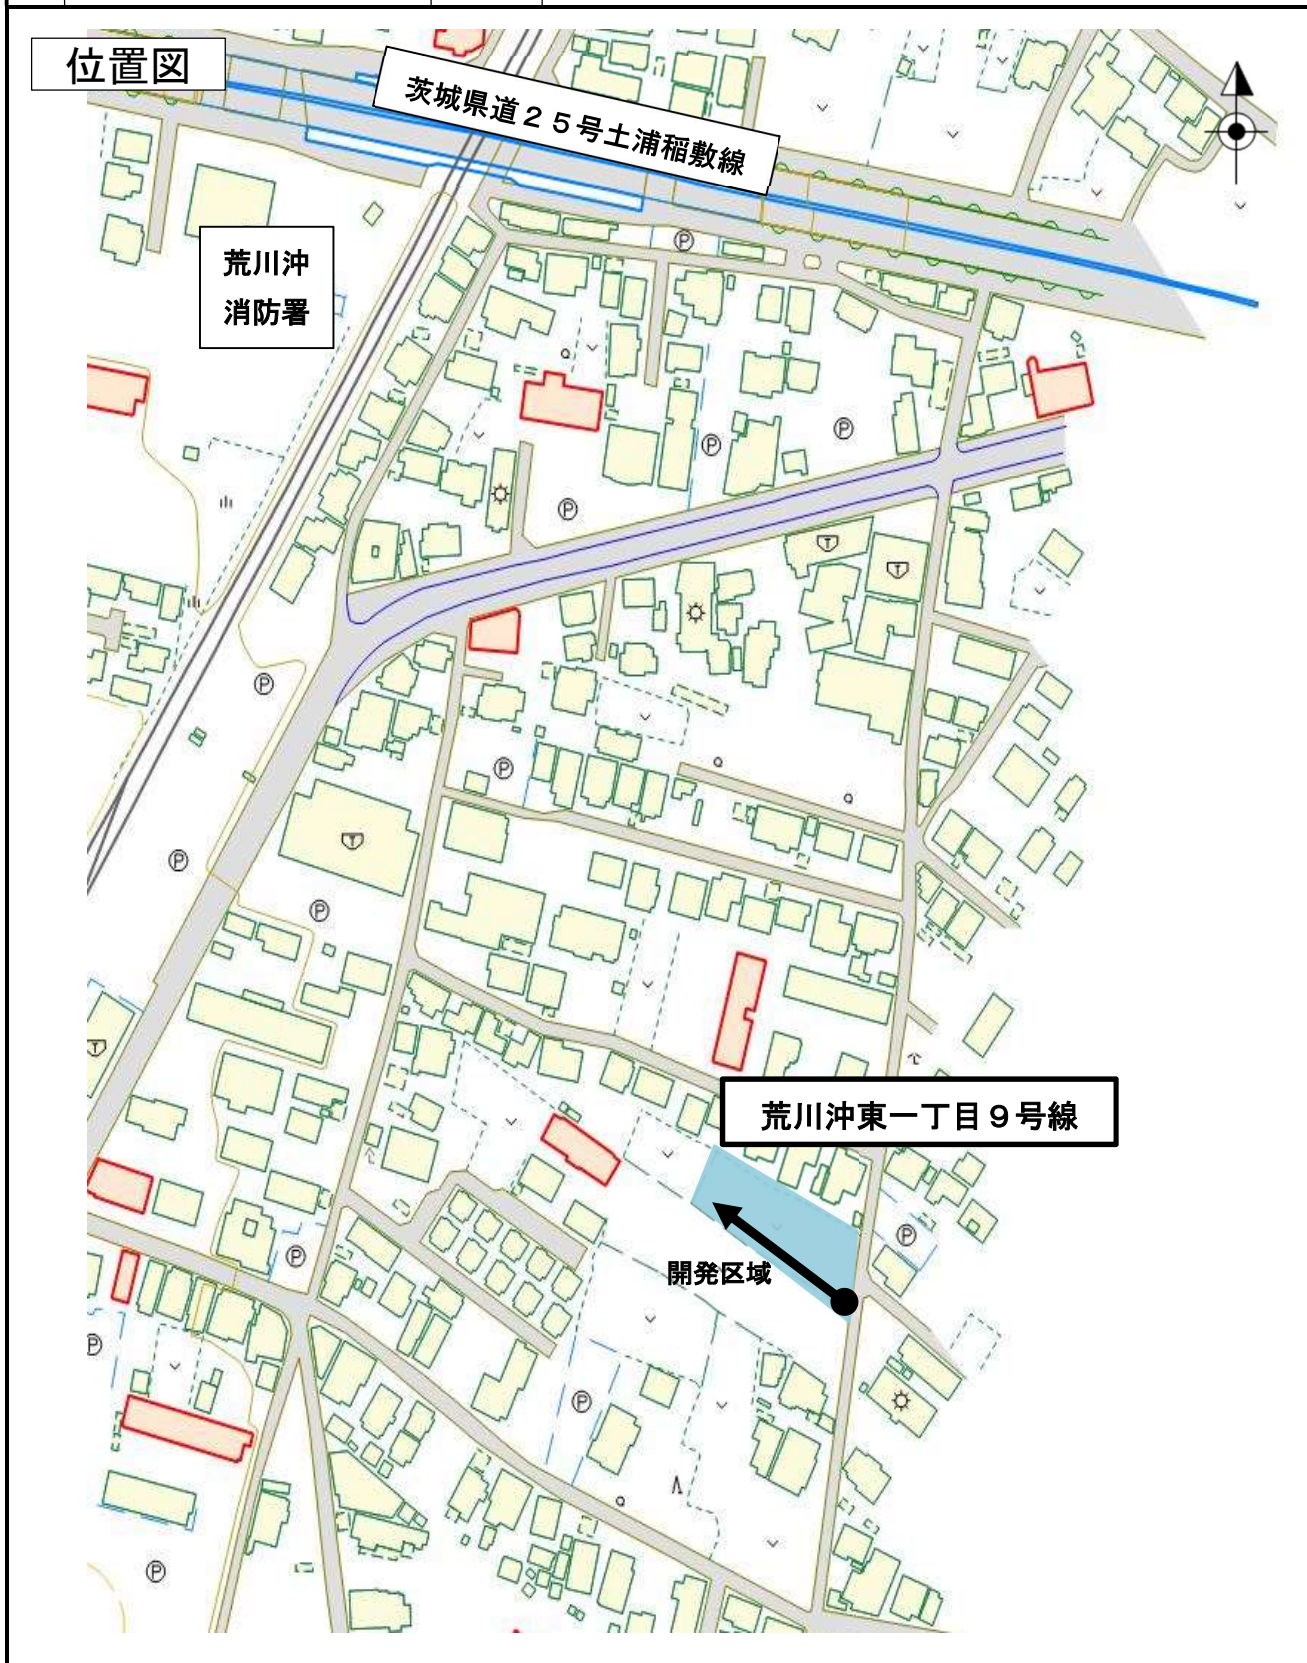 位置図
茨城県道２５号土浦稲敷線
荒川沖
消防署
荒川沖東一丁目９号線
開発区域